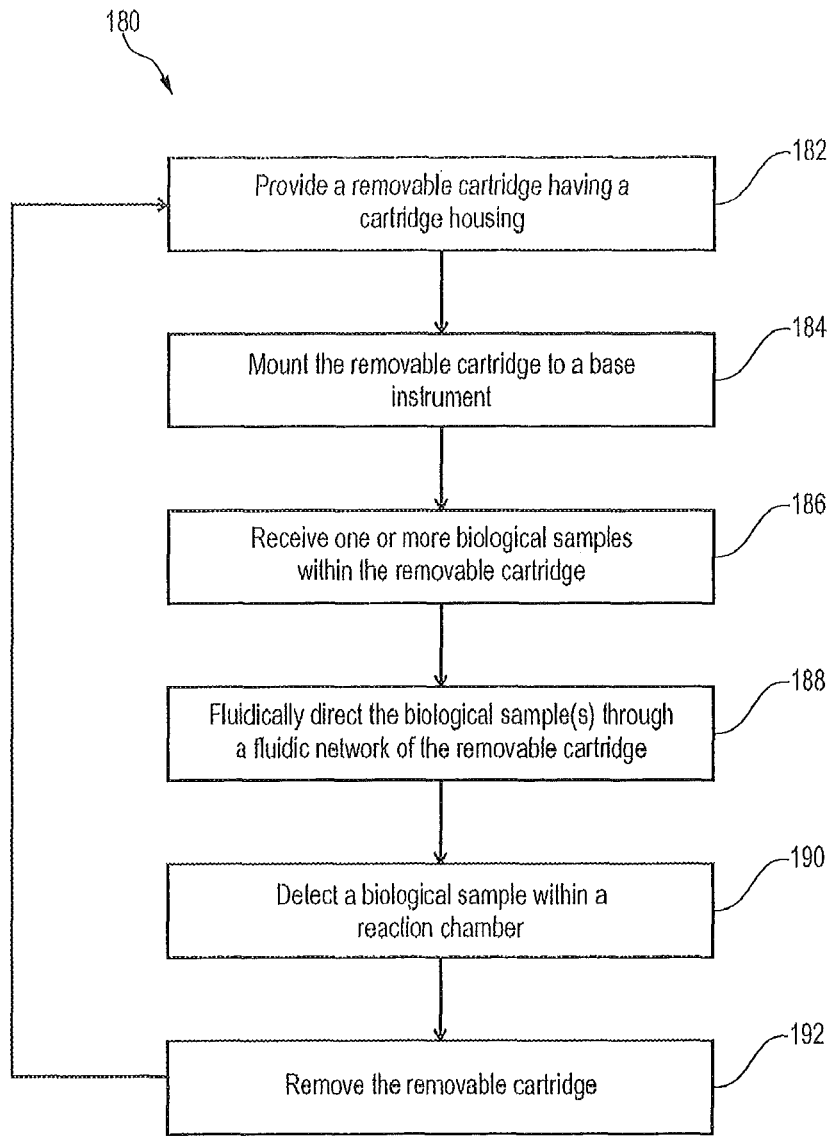 180
182
Provide a removable cartridge having a
cartridge housing
184
Mount the removable cartridge to a base
instrument
186
Receive one or more biological samples
within the removable cartridge
188
Fluidically direct the biological sample(s) through
a fluidic network of the removable cartridge
190
Detect a biological sample within a
reaction chamber
192
Remove the removable cartridge